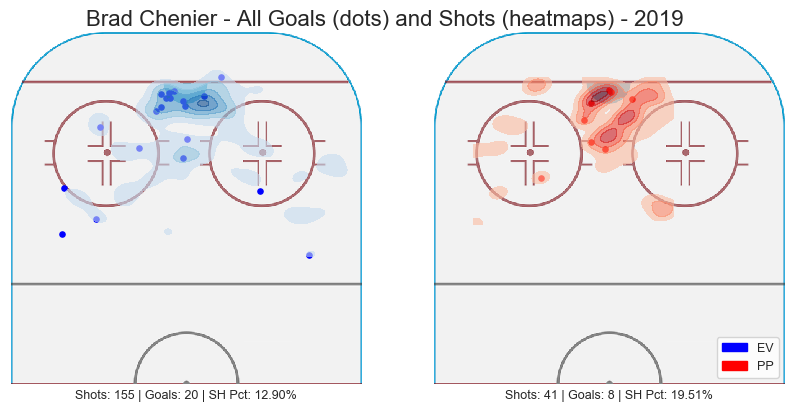 Brad Chenier - All Goals (dots) and Shots (heatmaps) - 2019
EV
PP
Shots: 155 | Goals: 20 | SH Pct: 12.90%
Shots: 41 | Goals: 8 | SH Pct: 19.51%